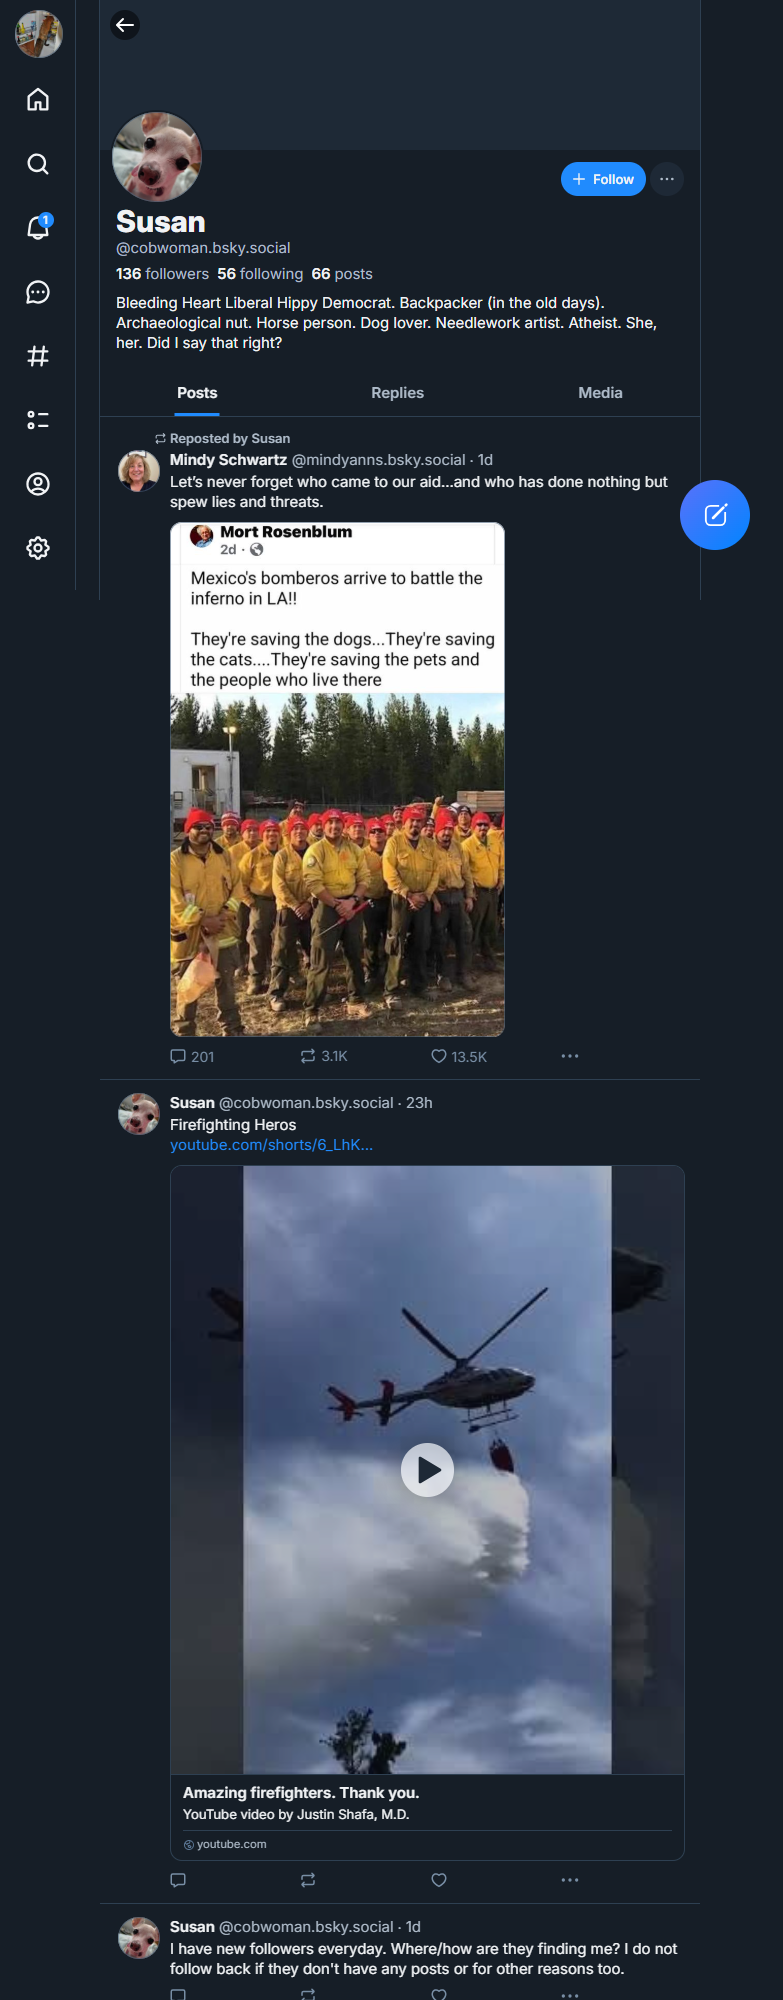 1
+ Follow
Susan
@cobwoman.bsky.social
136 followers 56 following 66 posts
Bleeding Heart Liberal Hippy Democrat. Backpacker (in the old days).
Archaeological nut. Horse person. Dog lover. Needlework artist. Atheist. She,
her. Did I say that right?
Posts Replies Media
Reposted by Susan
Mindy Schwartz @mindyanns.bsky.social · 1d
Let’s never forget who came to our aid...and who has done nothing but
spew lies and threats.
Mort Rosenblum
2d ·
Mexico's bomberos arrive to battle the
inferno in LA!!
They're saving the dogs...They're saving
the cats....They're saving the pets and
the people who live there
201 3.1K 13.5K
Susan @cobwoman.bsky.social · 23h
Firefighting Heros
youtube.com/shorts/6_LhK...
Amazing firefighters. Thank you.
YouTube video by Justin Shafa, M.D.
youtube.com
Susan @cobwoman.bsky.social · 1d
I have new followers everyday. Where/how are they finding me? I do not
follow back if they don't have any posts or for other reasons too.